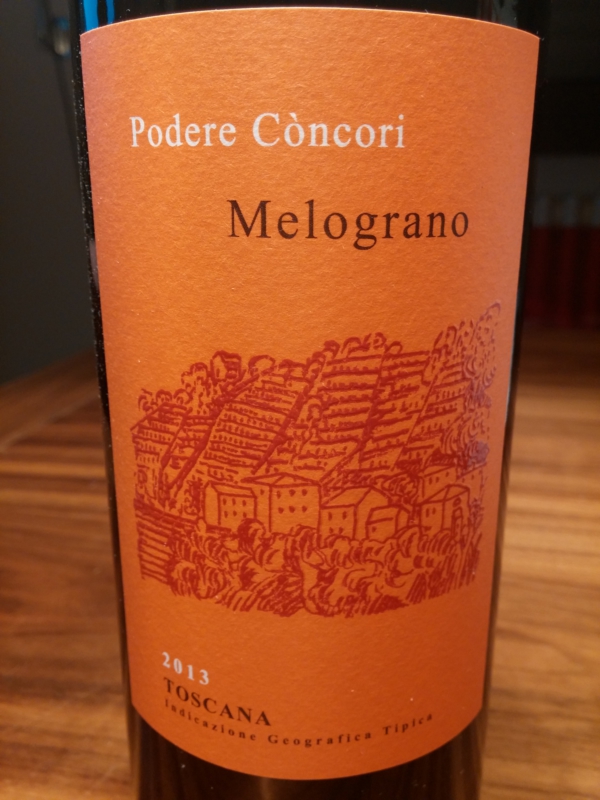 Podere Còncori
Melograno
2013
TOSCANA
Indicazione Geografica Tipica